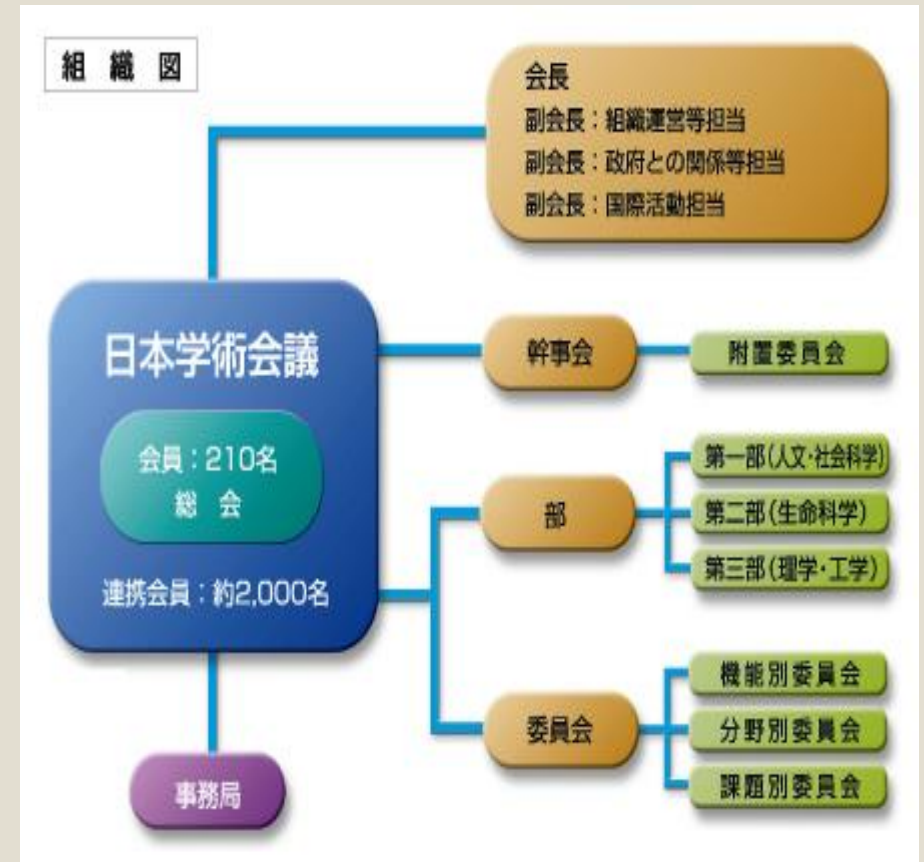 組 織 図
会長
副会長：組織運営等担当
副会長：政府との関係等担当
副会長：国際活動担当
日本学術会議
会員：210名
総 会
連携会員：約2,000名
幹事会
附置委員会
部
第一部(人文･社会科学)
第二部(生命科学)
第三部(理学･工学)
委員会
機能別委員会
分野別委員会
課題別委員会
事務局